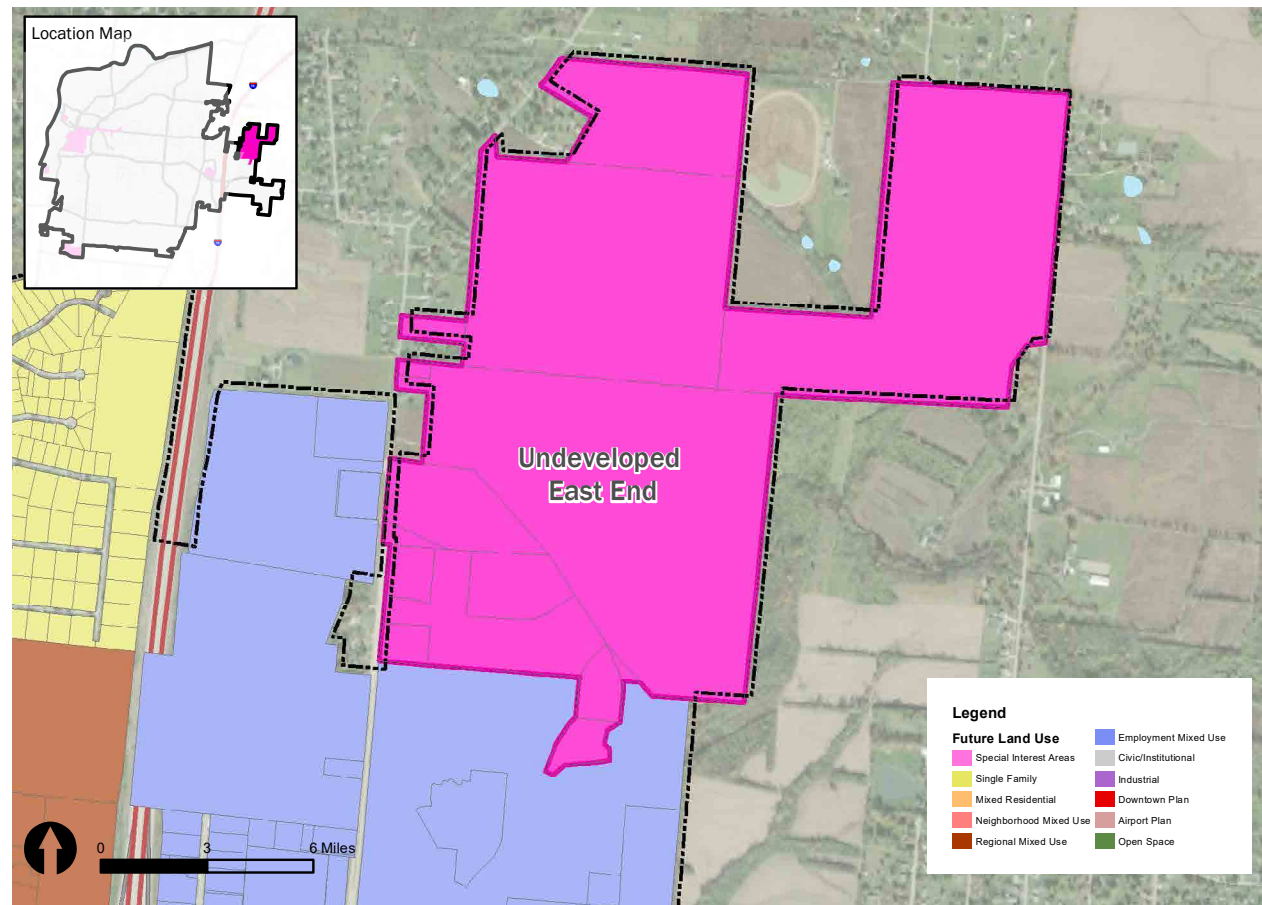 Location Map
Undeveloped
East End
0
3
6 Miles
Legend
Future Land Use
Special Interest Areas
Single Family
Mixed Residential
Neighborhood Mixed Use
Regional Mixed Use
Employment Mixed Use
Civic/Institutional
Industrial
Downtown Plan
Airport Plan
Open Space